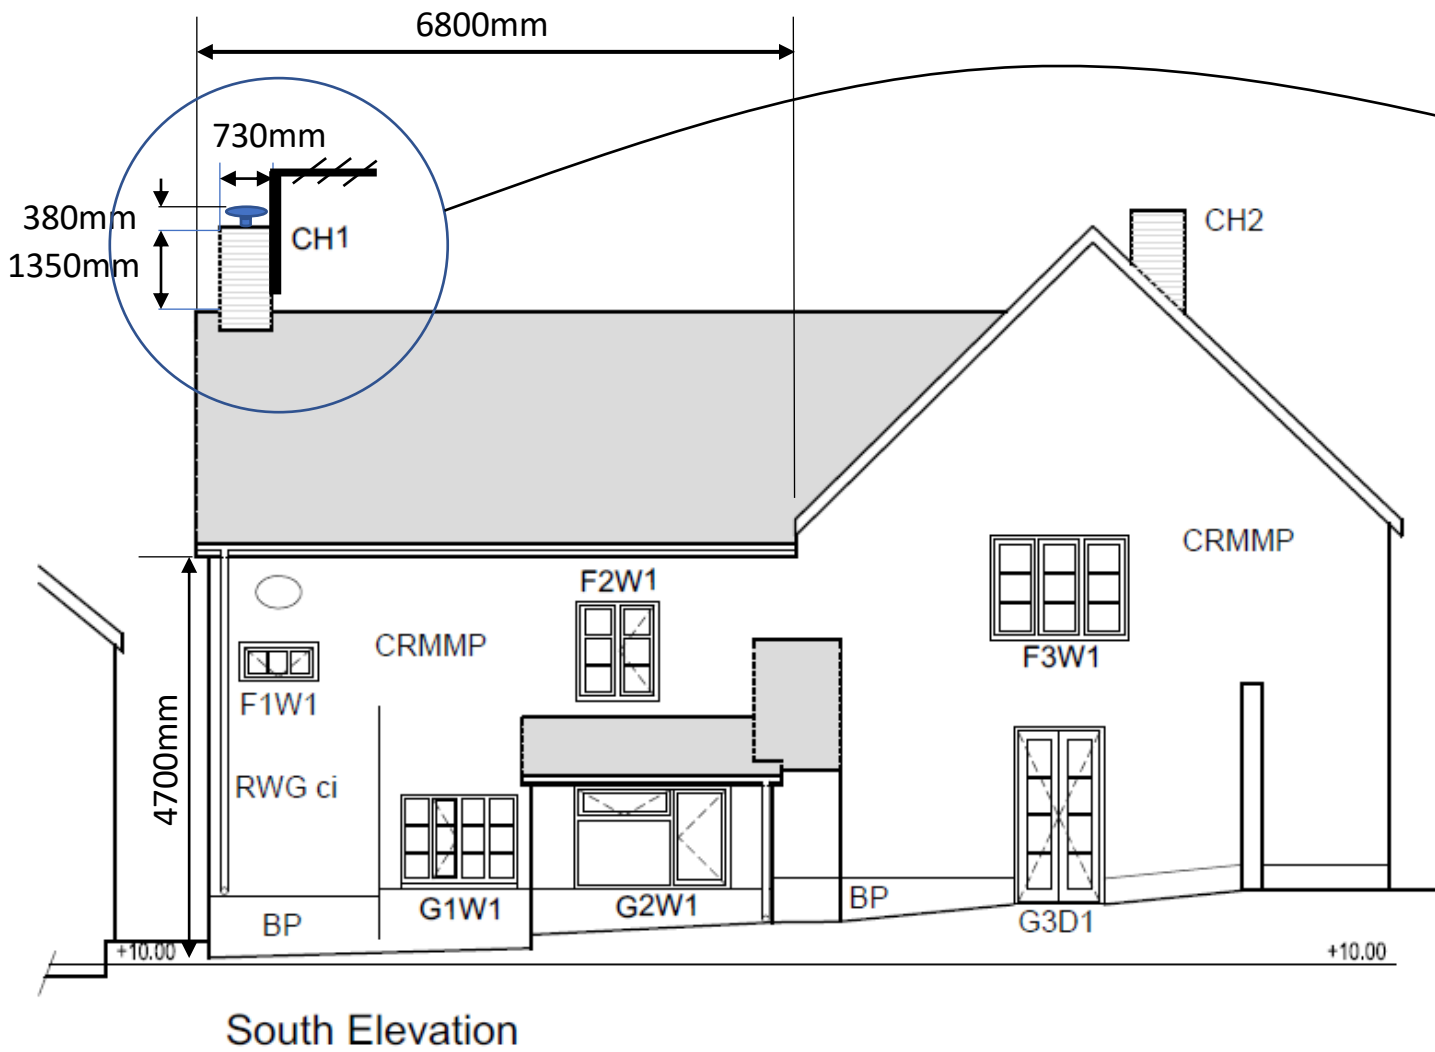 6800mm
730mm
380mm
CH1
1350mm
CH2
CRMMP
F2W1
CRMMP
F3W1
F1W1
4700mm
RWG ci
G1W1
G2W1
BP
BP
G3D1
+10.00
+10.00
South Elevation